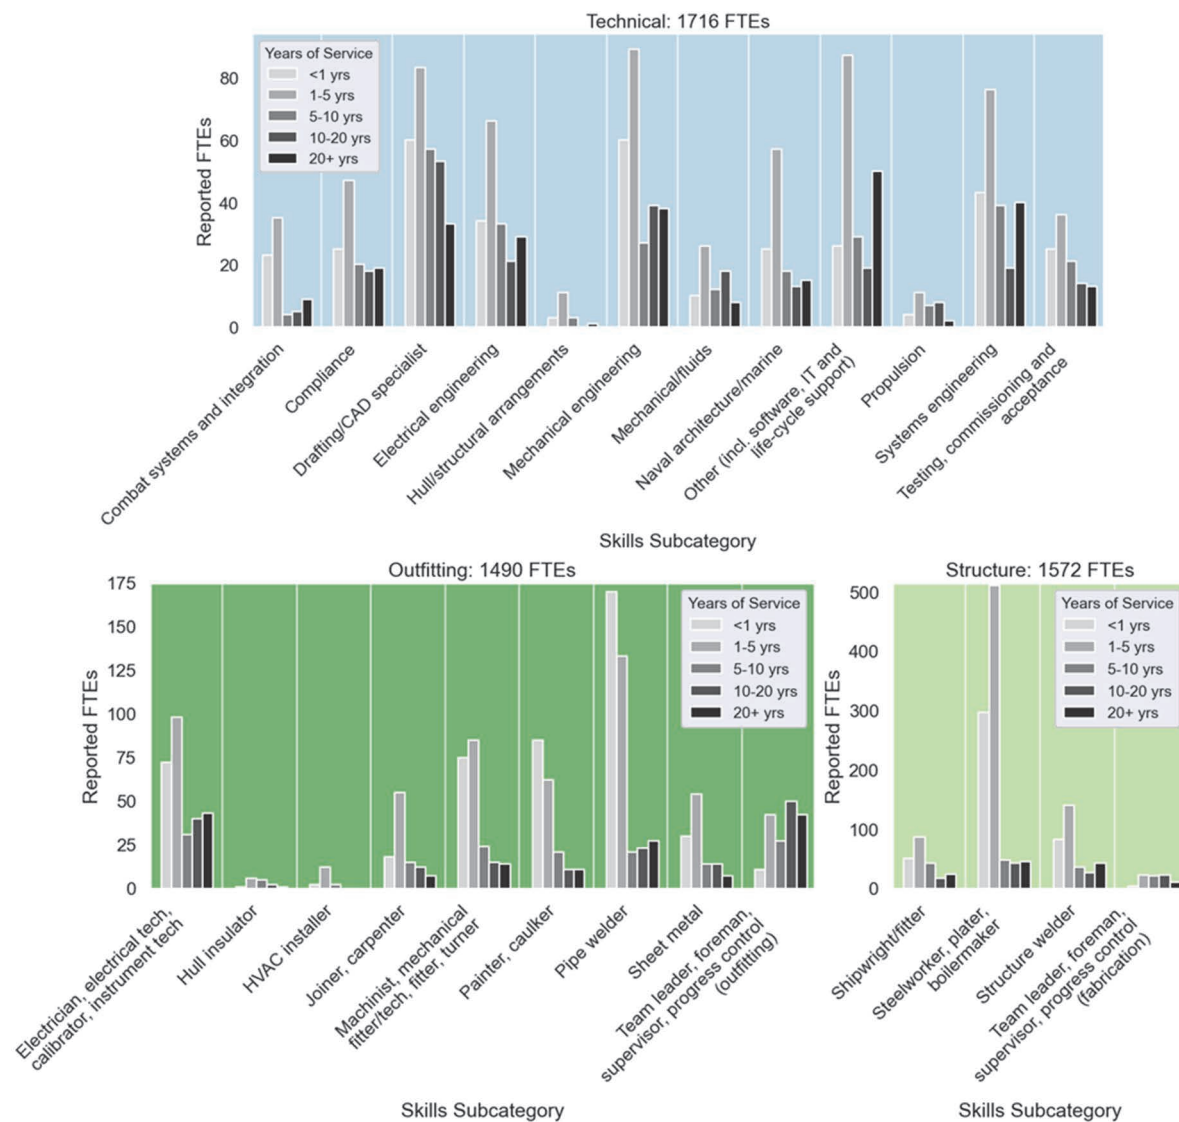 Technical: 1716 FTEs
Years of Service
<1 yrs
1-5 yrs
5-10 yrs
10-20 yrs
20+ yrs
Reported FTEs
80
60
40
20
0
Combat systems and integration
Compliance
Drafting/CAD specialist
Electrical engineering
Hull/structural arrangements
Mechanical engineering
Mechanical/fluids
Naval architecture/marine
Other (incl. software, IT and
life-cycle support)
Propulsion
Systems engineering
Testing, commissioning and
acceptance
Skills Subcategory
Outfitting: 1490 FTEs
Years of Service
<1 yrs
1-5 yrs
5-10 yrs
10-20 yrs
20+ yrs
Reported FTEs
175
150
125
100
75
50
25
0
Electrician, electrical tech,
calibrator, instrument tech
Hull insulator
HVAC installer
Joiner, carpenter
Machinist, mechanical
fitter/tech, fitter, turner
Painter, caulker
Pipe welder
Sheet metal
Team leader, foreman,
supervisor, progress control
(outfitting)
Skills Subcategory
Structure: 1572 FTEs
Years of Service
<1 yrs
1-5 yrs
5-10 yrs
10-20 yrs
20+ yrs
Reported FTEs
500
400
300
200
100
0
Shipwright/fitter
Steelworker, plater,
boilermaker
Structure welder
Team leader, foreman,
supervisor, progress control
(fabrication)
Skills Subcategory